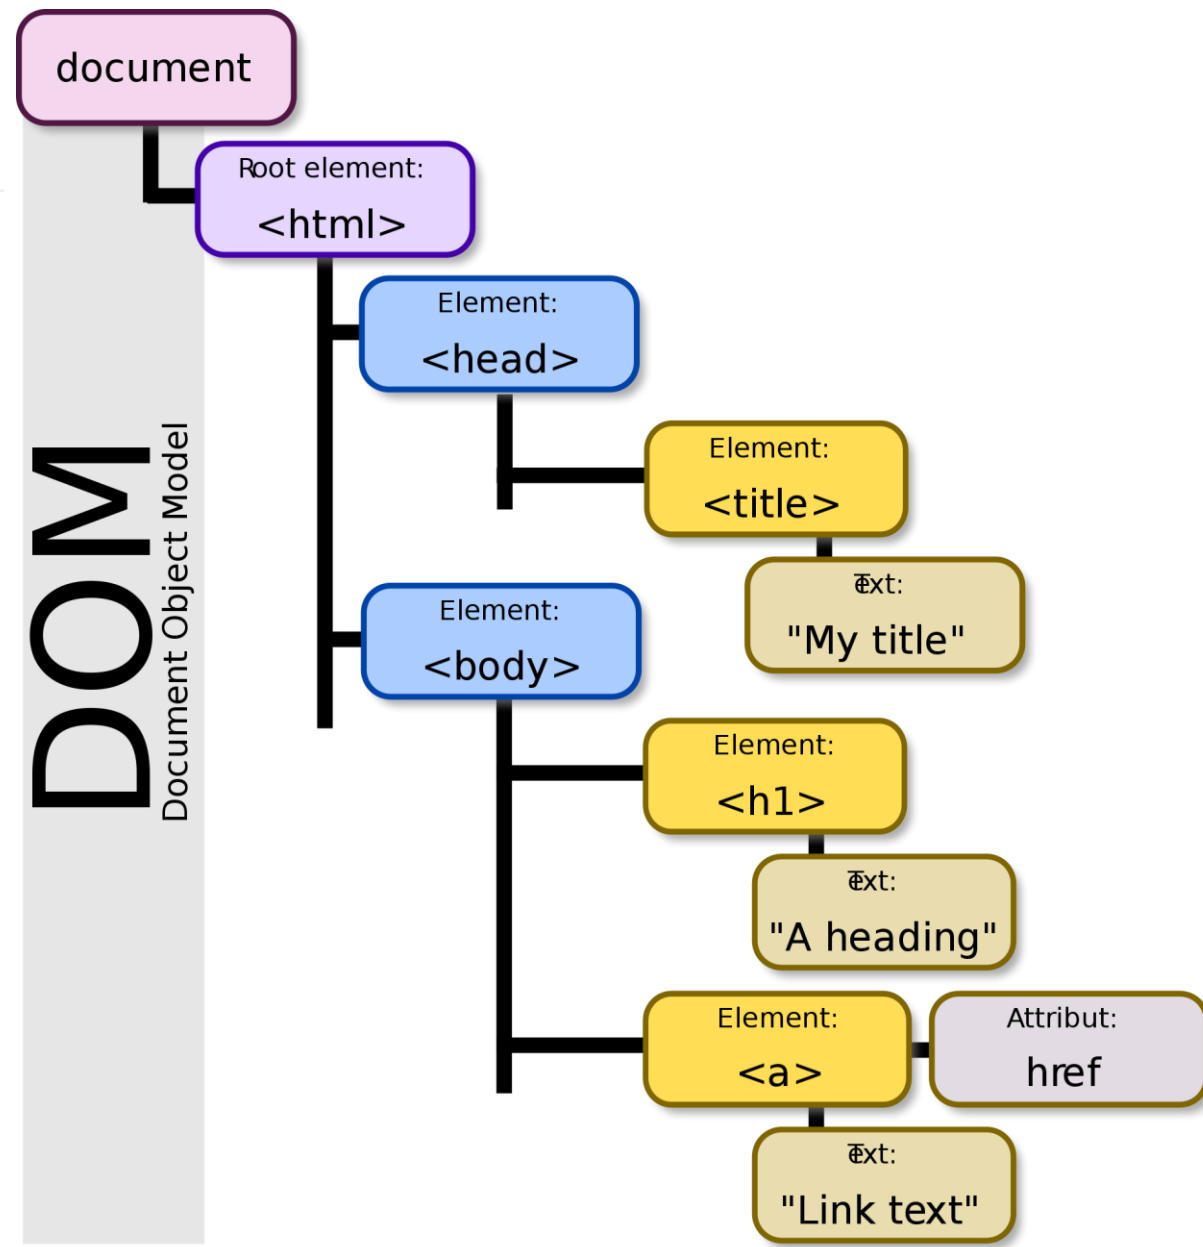 document
Root element:
<html>
Element:
<head>
Element:
<title>
Text:
"My title"
Element:
<body>
Element:
<h1>
Text:
"A heading"
Element:
<a>
Attribut:
href
Text:
"Link text"
DOM
Document Object Model